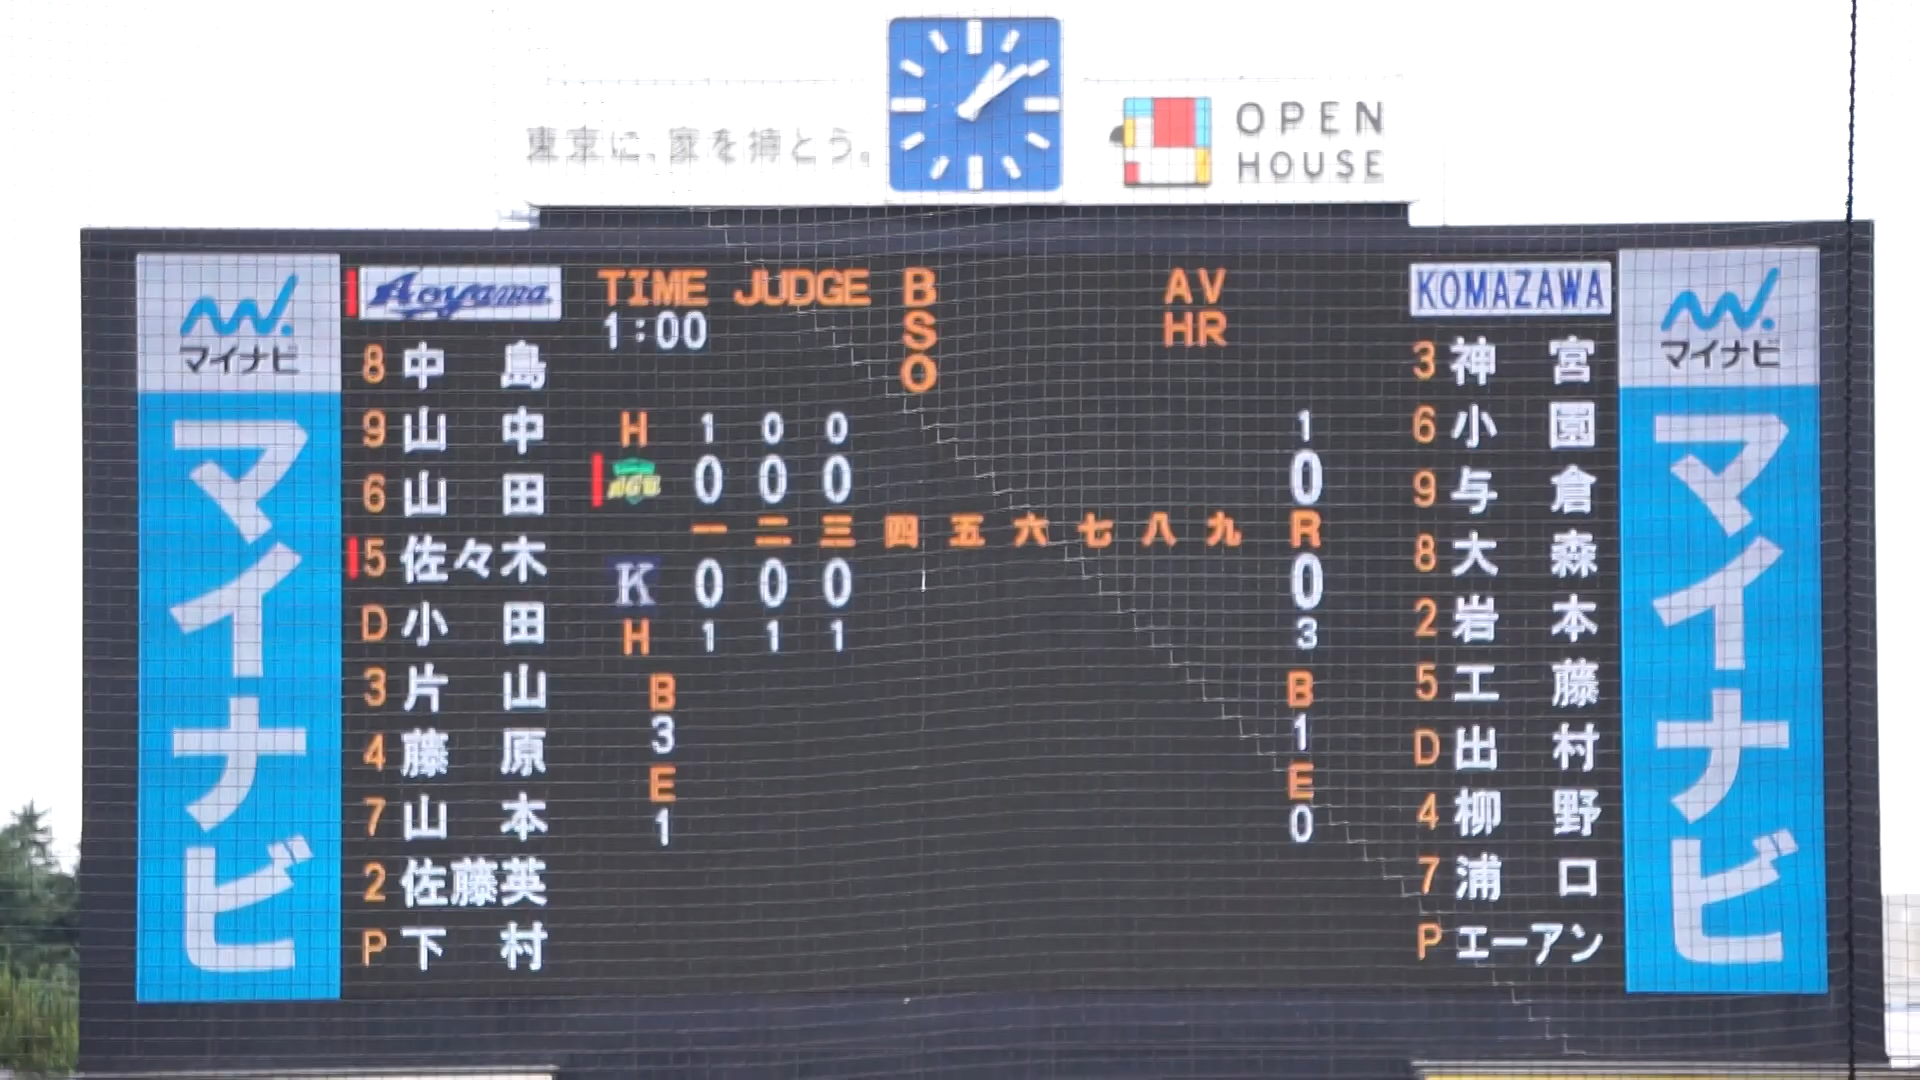 東京に、家を持とう。
OPEN
HOUSE
マイナビ
マイナビ
Aoyama
8 中島
9 山中
6 山田
5 佐々木
D 小田
3 片山
4 藤原
7 山本
2 佐藤英
P 下村
TIME JUDGE
1:00
B
S
O
AV
HR
H 1 0 0 1
AGU 0 0 0 0
一 二 三 四 五 六 七 八 九 R
K 0 0 0 0
H 1 1 1 3
B
3
E
1
B
1
E
0
KOMAZAWA
3 神宮
6 小園
9 与倉
8 大森
2 岩本
5 工藤
D 出村
4 柳野
7 浦口
P エーアン
マイナビ
マイナビ